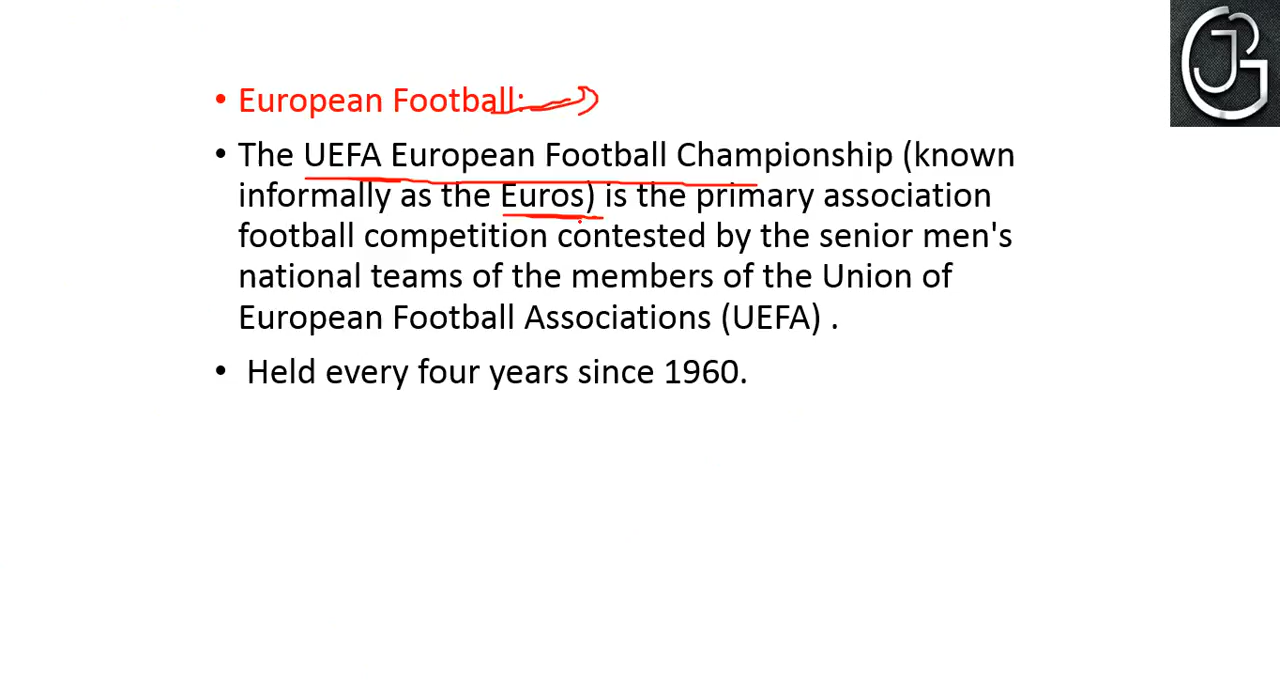 • European Football:
• The UEFA European Football Championship (known
informally as the Euros) is the primary association
football competition contested by the senior men's
national teams of the members of the Union of
European Football Associations (UEFA) .
• Held every four years since 1960.